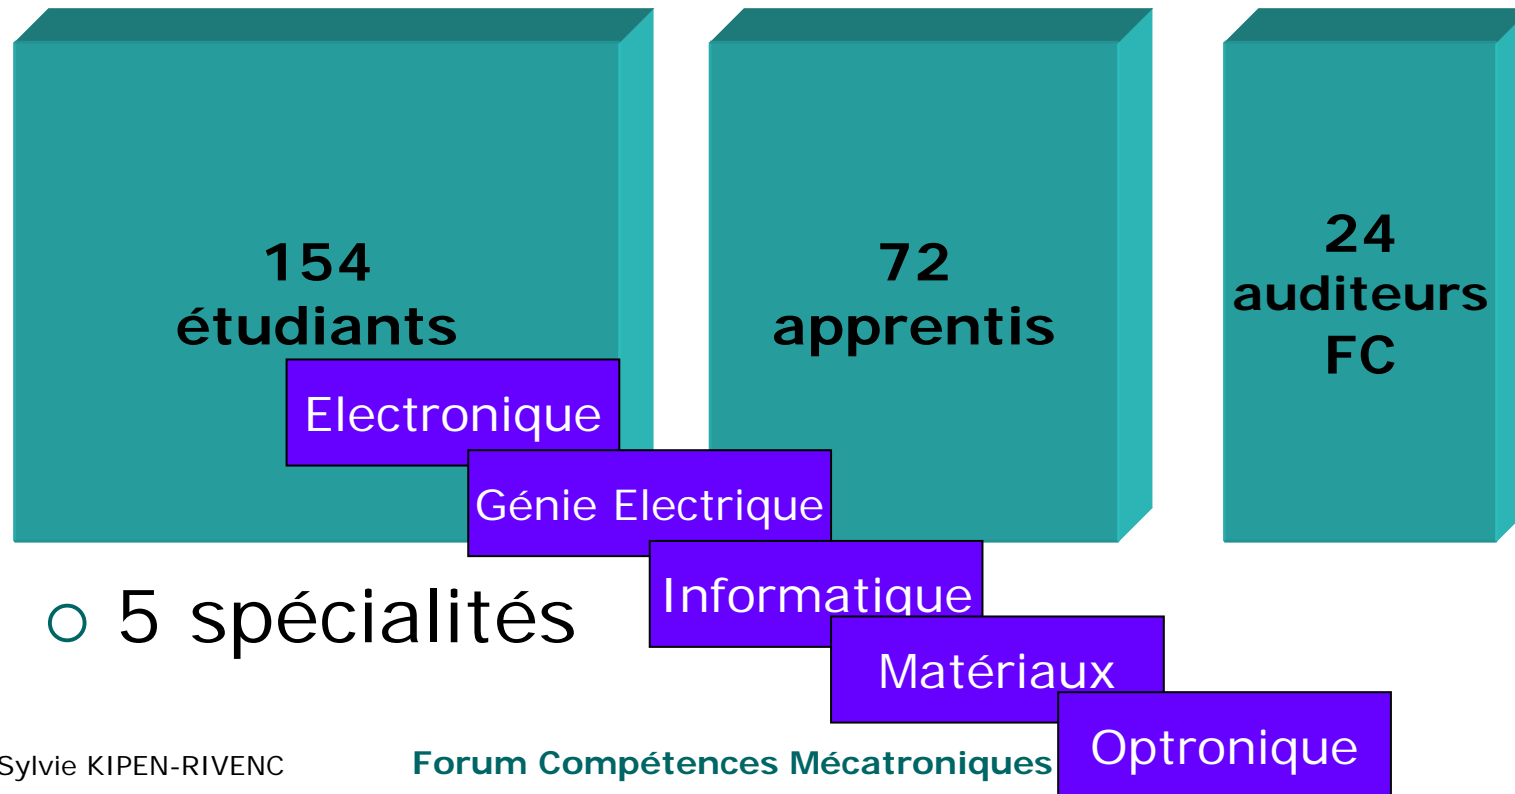 154
étudiants
72
apprentis
24
auditeurs
FC
Electronique
Génie Electrique
Informatique
Matériaux
Optronique
5 spécialités
Sylvie KIPEN-RIVENC
Forum Compétences Mécatroniques